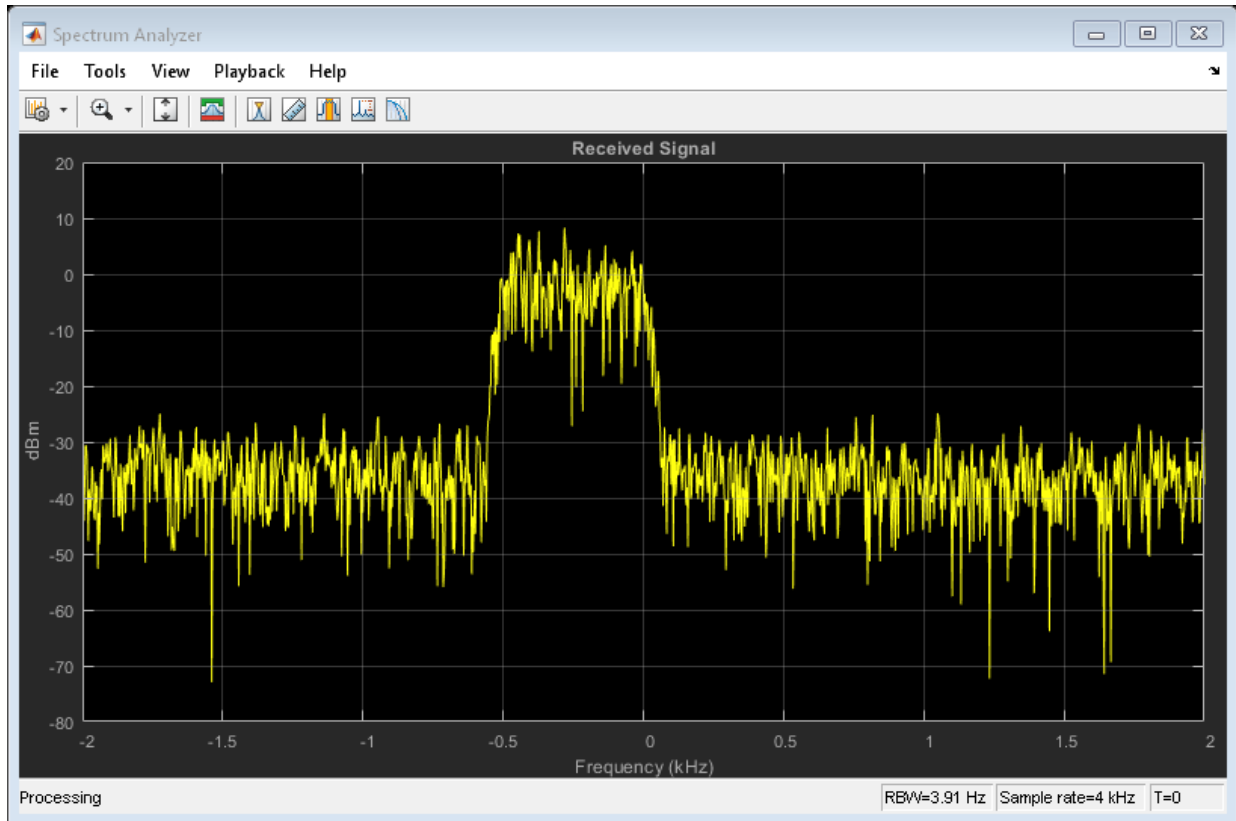 Spectrum Analyzer
File Tools View Playback Help
Received Signal
20
10
0
-10
-20
-30
-40
-50
-60
-70
-80
dBm
-2 -1.5 -1 -0.5 0 0.5 1 1.5 2
Frequency (kHz)
Processing RBW=3.91 Hz Sample rate=4 kHz T=0